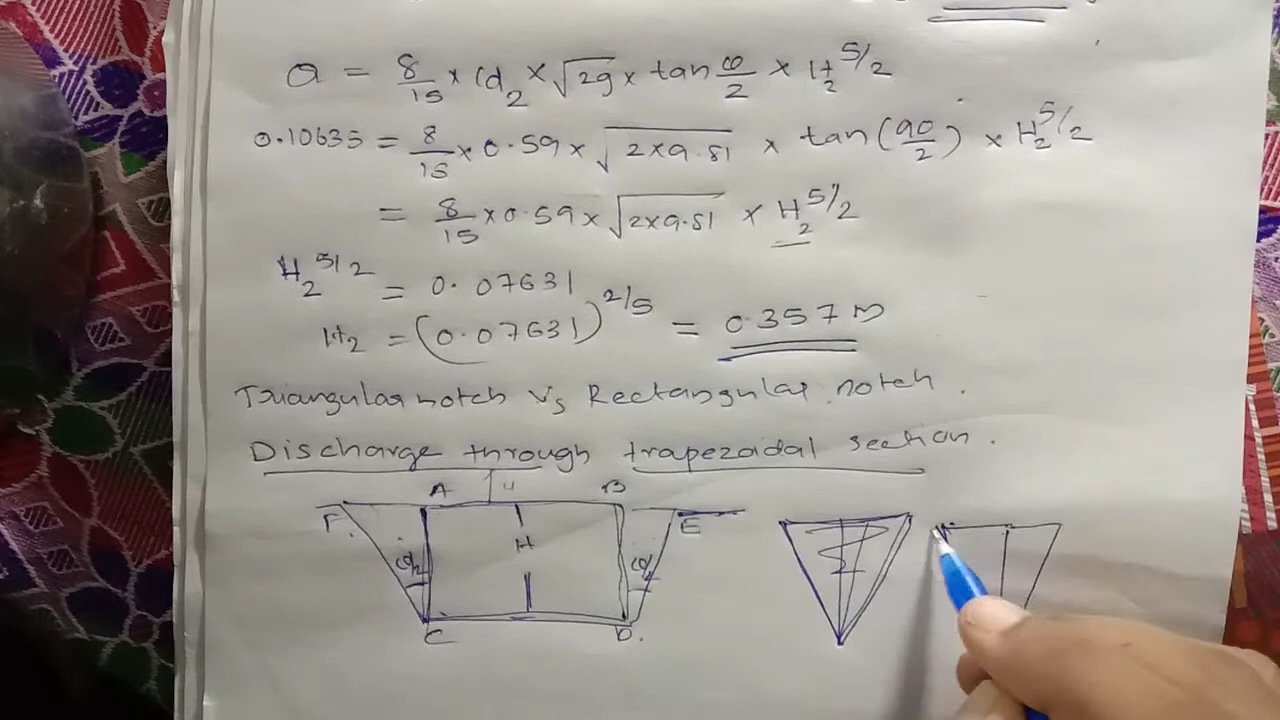 Q = 8/15 × Cd2 × √2g × tan θ/2 × H2^5/2
0.10635 = 8/15 × 0.59 × √2×9.81 × tan(90/2) × H2^5/2
= 8/15 × 0.59 × √2×9.81 × H2^5/2
H2^5/2 = 0.07631
H2 = (0.07631)^2/5 = 0.357 m
Triangular notch Vs Rectangular notch.
Discharge through trapezoidal section.
A H B
F. E
θ/2 H θ/2
C D.